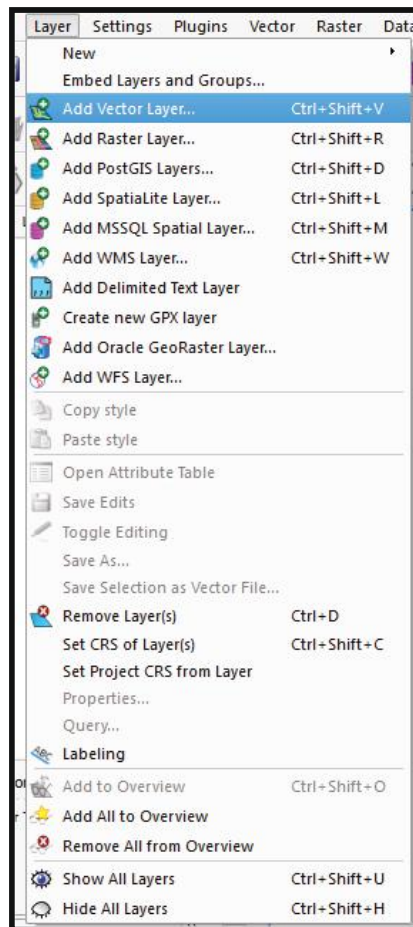 Layer Settings Plugins Vector Raster Data
New
Embed Layers and Groups...
Add Vector Layer... Ctrl+Shift+V
Add Raster Layer... Ctrl+Shift+R
Add PostGIS Layers... Ctrl+Shift+D
Add SpatiaLite Layer... Ctrl+Shift+L
Add MSSQL Spatial Layer... Ctrl+Shift+M
Add WMS Layer... Ctrl+Shift+W
Add Delimited Text Layer
Create new GPX layer
Add Oracle GeoRaster Layer...
Add WFS Layer...
Copy style
Paste style
Open Attribute Table
Save Edits
Toggle Editing
Save As...
Save Selection as Vector File...
Remove Layer(s) Ctrl+D
Set CRS of Layer(s) Ctrl+Shift+C
Set Project CRS from Layer
Properties...
Query...
Labeling
Add to Overview Ctrl+Shift+O
Add All to Overview
Remove All from Overview
Show All Layers Ctrl+Shift+U
Hide All Layers Ctrl+Shift+H